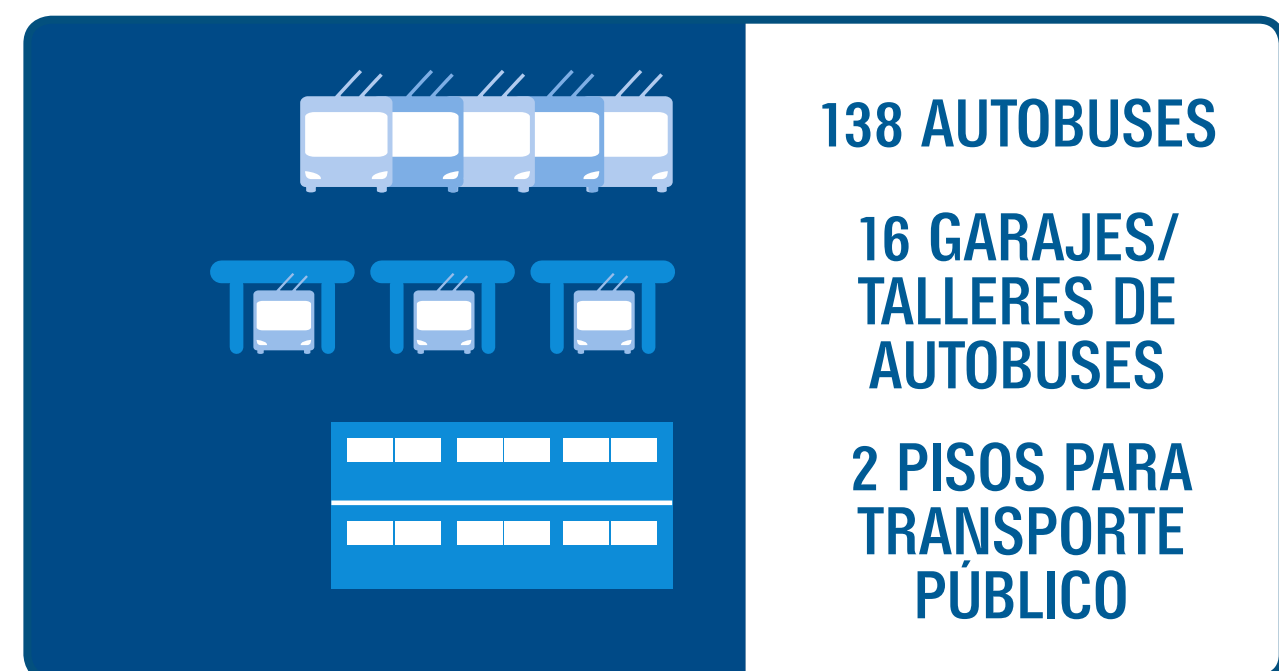 138 AUTOBUSES
16 GARAJES/
TALLERES DE
AUTOBUSES
2 PISOS PARA
TRANSPORTE
PÚBLICO